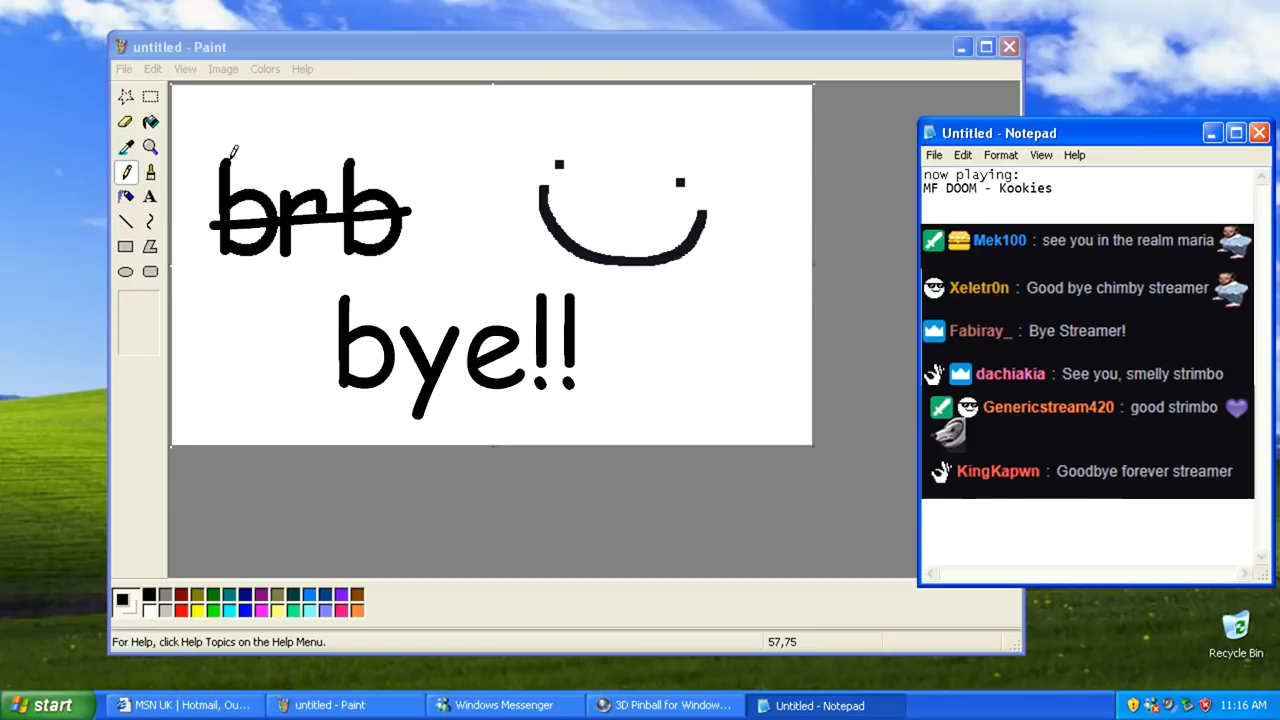 untitled - Paint
File Edit View Image Colors Help
brb
bye!!
For Help, click Help Topics on the Help Menu.
57,75
Untitled - Notepad
File Edit Format View Help
now playing:
MF DOOM - Kookies
Mek100 : see you in the realm maria
Xeletr0n : Good bye chimby streamer
Fabiray_ : Bye Streamer!
dachiakia : See you, smelly strimbo
Genericstream420 : good strimbo
KingKapwn : Goodbye forever streamer
Recycle Bin
start
MSN UK | Hotmail, Ou...
untitled - Paint
Windows Messenger
3D Pinball for Window...
Untitled - Notepad
11:16 AM